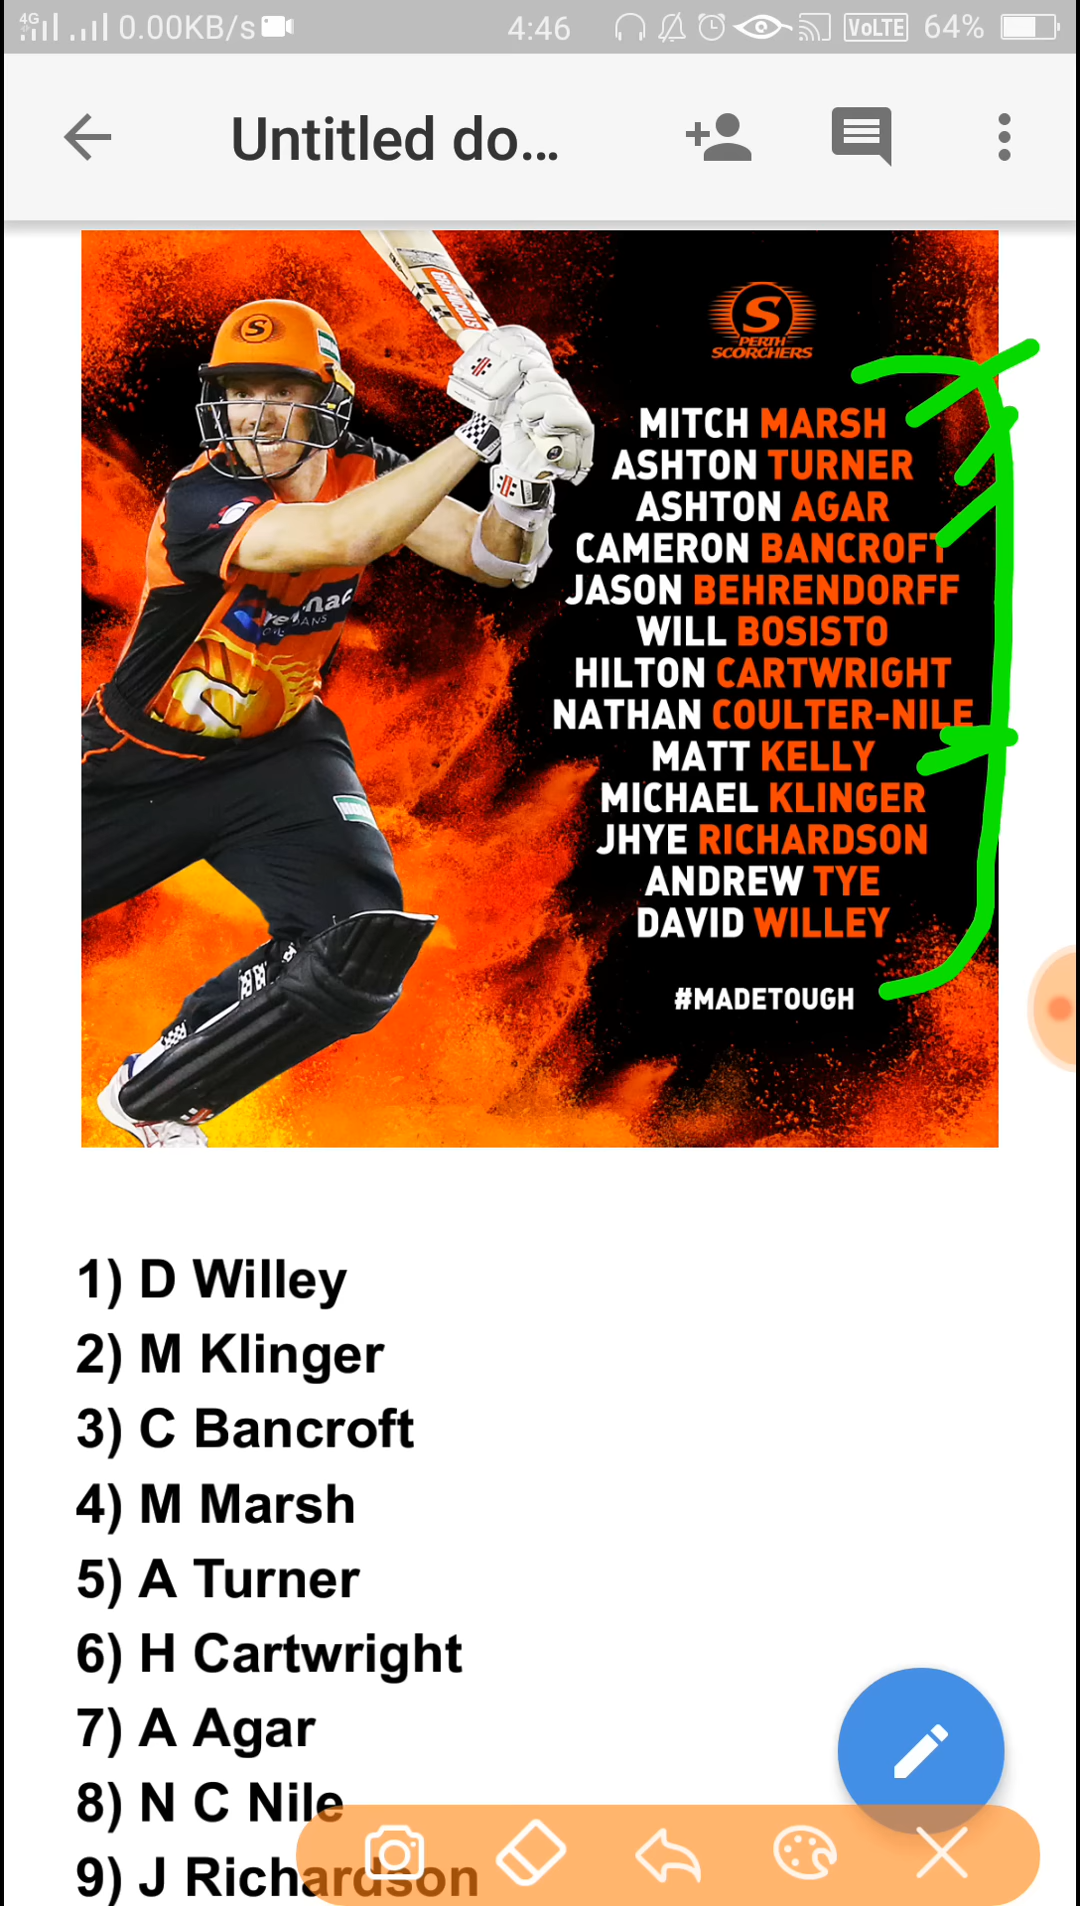 4G 0.00KB/s 4:46 VoLTE 64%
Untitled do...
S
PERTH
SCORCHERS
S
MITCH MARSH
ASHTON TURNER
ASHTON AGAR
CAMERON BANCROFT
JASON BEHRENDORFF
WILL BOSISTO
HILTON CARTWRIGHT
NATHAN COULTER-NILE
MATT KELLY
MICHAEL KLINGER
JHYE RICHARDSON
ANDREW TYE
DAVID WILLEY
#MADETOUGH
1) D Willey
2) M Klinger
3) C Bancroft
4) M Marsh
5) A Turner
6) H Cartwright
7) A Agar
8) N C Nile
9) J Richardson